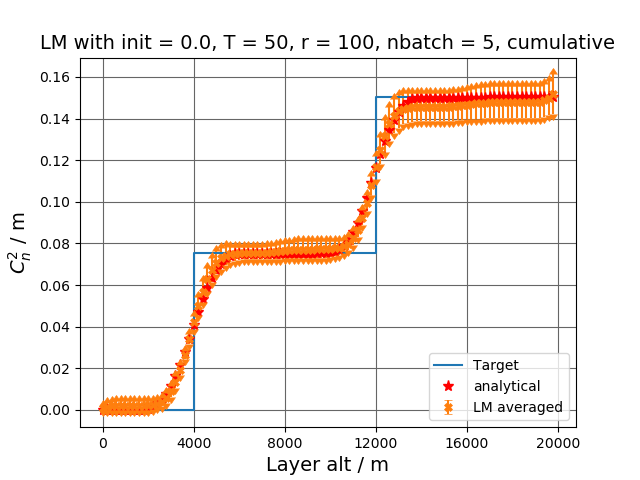 LM with init = 0.0, T = 50, r = 100, nbatch = 5, cumulative
0.16
0.14
0.12
0.10
0.08
0.06
0.04
0.02
0.00
$C_n^2$ / m
Target
analytical
LM averaged
0 4000 8000 12000 16000 20000
Layer alt / m